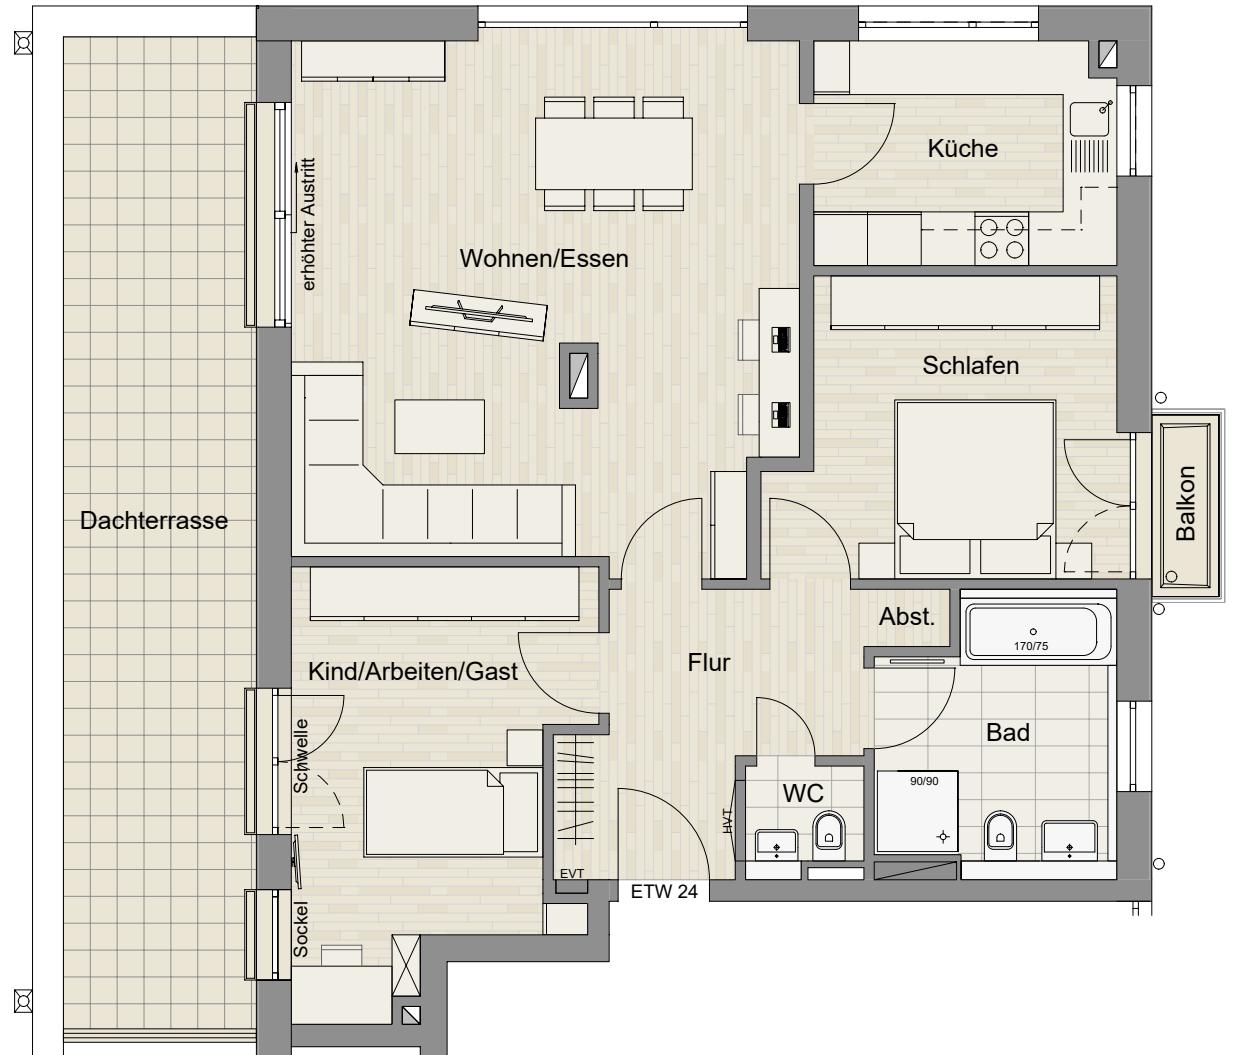 Küche
erhöhter Austritt
Wohnen/Essen
Schlafen
Balkon
Dachterrasse
Abst.
170/75
Flur
Kind/Arbeiten/Gast
Bad
Schwelle
90/90
WC
HVT
EVT
ETW 24
Sockel